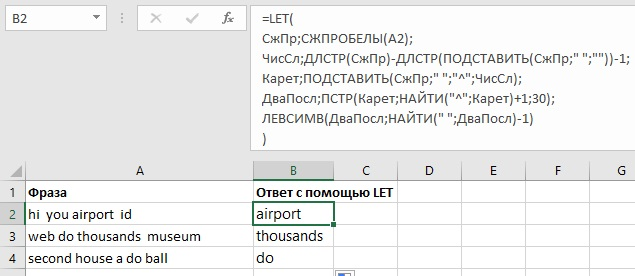 B2
fx
=LET(
СжПр;СЖПРОБЕЛЫ(A2);
ЧисСл;ДЛСТР(СжПр)-ДЛСТР(ПОДСТАВИТЬ(СжПр;" ";""))-1;
Карет;ПОДСТАВИТЬ(СжПр;" ";"^";ЧисСл);
ДваПосл;ПСТР(Карет;НАЙТИ("^";Карет)+1;30);
ЛЕВСИМВ(ДваПосл;НАЙТИ(" ";ДваПосл)-1)
)
A B C D E F G
1 Фраза Ответ с помощью LET
2 hi  you airport  id airport
3 web do thousands  museum thousands
4 second house a do ball do